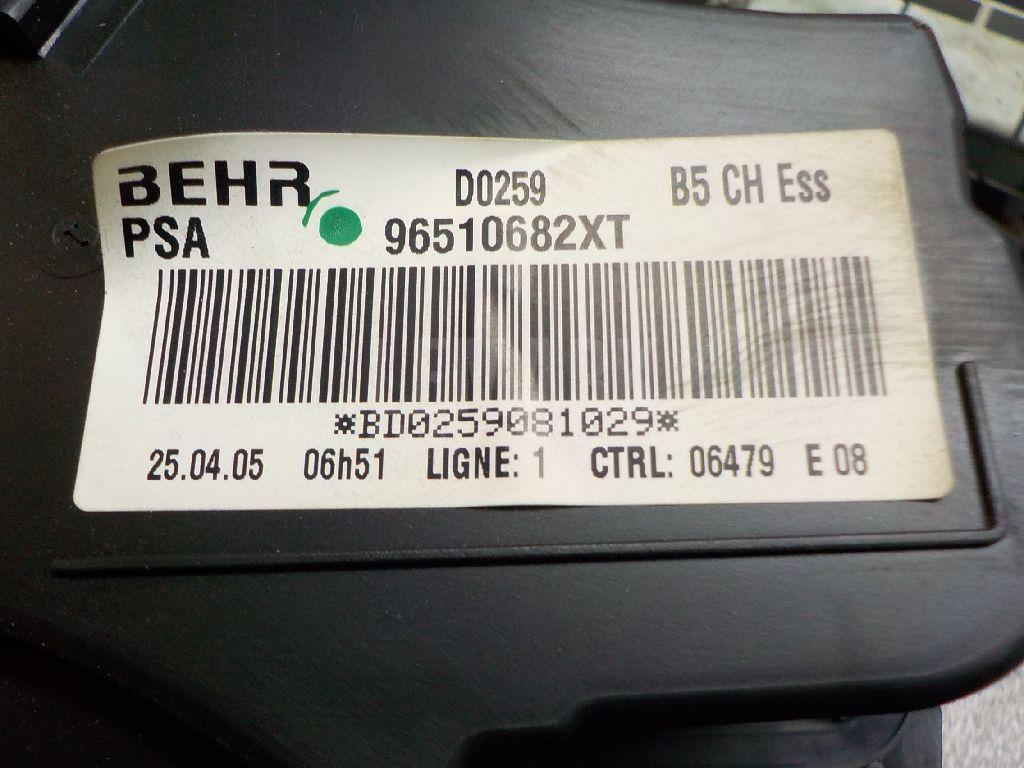 BEHR D0259 B5 CH Ess
PSA 96510682XT
*BD0259081029*
25.04.05 06h51 LIGNE: 1 CTRL: 06479 E 08